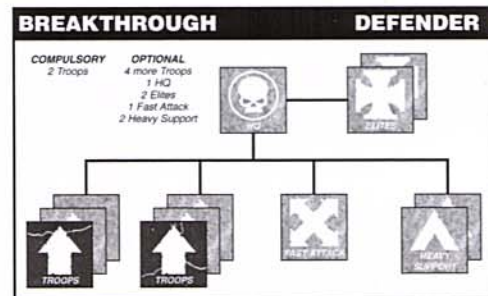 BREAKTHROUGH DEFENDER
COMPULSORY
2 Troops
OPTIONAL
4 more Troops
1 HQ
2 Elites
1 Fast Attack
2 Heavy Support
HQ
ELITES
TROOPS
TROOPS
FAST ATTACK
HEAVY
SUPPORT